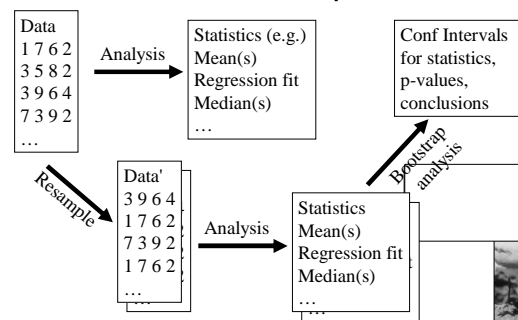 Data
1 7 6 2
3 5 8 2
3 9 6 4
7 3 9 2
…
Analysis
Statistics (e.g.)
Mean(s)
Regression fit
Median(s)
…
Conf Intervals
for statistics,
p-values,
conclusions
Resample
Data'
3 9 6 4
1 7 6 2
7 3 9 2
1 7 6 2
…
…
Analysis
Statistics
Mean(s)
Regression fit
Median(s)
…
…
Bootstrap
analysis